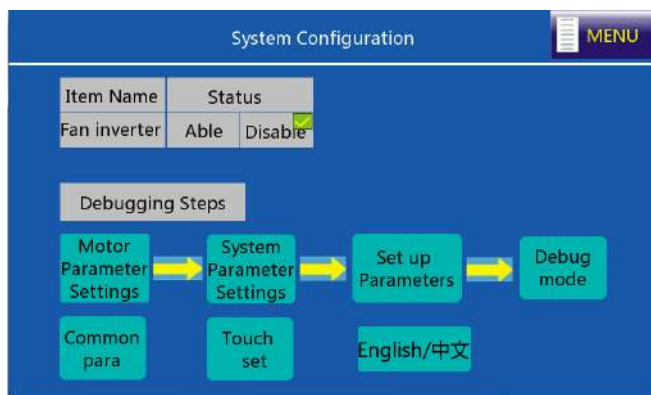 System Configuration
MENU
Item Name Status
Fan inverter Able Disable
Debugging Steps
Motor
Parameter
Settings
System
Parameter
Settings
Set up
Parameters
Debug
mode
Common
para
Touch
set
English/中文